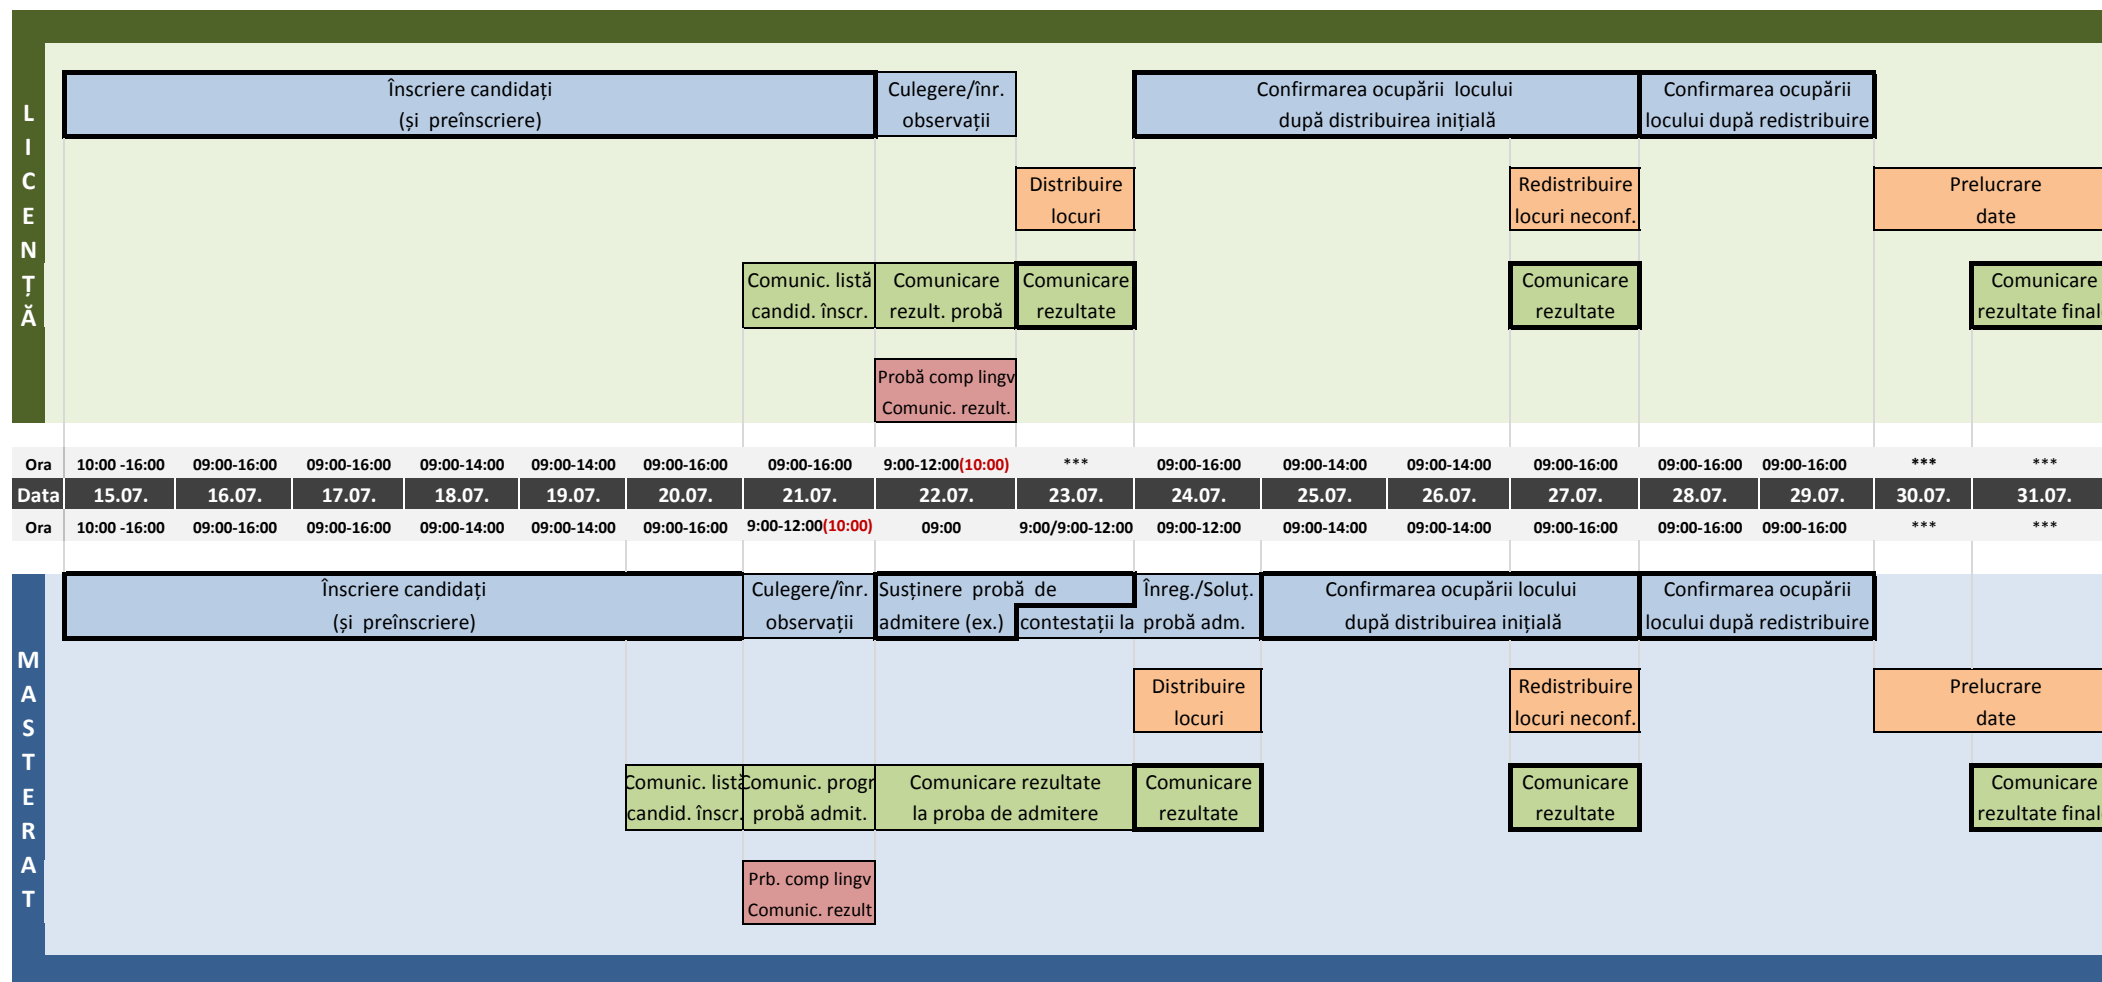 LICENȚĂ
Înscriere candidați
(și preînscriere)
Culegere/înr.
observații
Confirmarea ocupării locului
după distribuirea inițială
Confirmarea ocupării
locului după redistribuire
Distribuire
locuri
Redistribuire
locuri neconf.
Prelucrare
date
Comunic. listă
candid. înscr.
Comunicare
rezult. probă
Comunicare
rezultate
Comunicare
rezultate
Comunicare
rezultate final
Probă comp lingv
Comunic. rezult.
Ora 10:00 -16:00 09:00-16:00 09:00-16:00 09:00-14:00 09:00-14:00 09:00-16:00 09:00-16:00 9:00-12:00(10:00) *** 09:00-16:00 09:00-14:00 09:00-14:00 09:00-16:00 09:00-16:00 09:00-16:00 *** ***
Data 15.07. 16.07. 17.07. 18.07. 19.07. 20.07. 21.07. 22.07. 23.07. 24.07. 25.07. 26.07. 27.07. 28.07. 29.07. 30.07. 31.07.
Ora 10:00 -16:00 09:00-16:00 09:00-16:00 09:00-14:00 09:00-14:00 09:00-16:00 9:00-12:00(10:00) 09:00 9:00/9:00-12:00 09:00-12:00 09:00-14:00 09:00-14:00 09:00-16:00 09:00-16:00 09:00-16:00 *** ***
MASTERAT
Înscriere candidați
(și preînscriere)
Culegere/înr.
observații
Susținere probă de
admitere (ex.)
Înreg./Soluț.
contestații la probă adm.
Confirmarea ocupării locului
după distribuirea inițială
Confirmarea ocupării
locului după redistribuire
Distribuire
locuri
Redistribuire
locuri neconf.
Prelucrare
date
Comunic. listă
candid. înscr.
Comunic. progr
probă admit.
Comunicare rezultate
la proba de admitere
Comunicare
rezultate
Comunicare
rezultate
Comunicare
rezultate final
Prb. comp lingv
Comunic. rezult